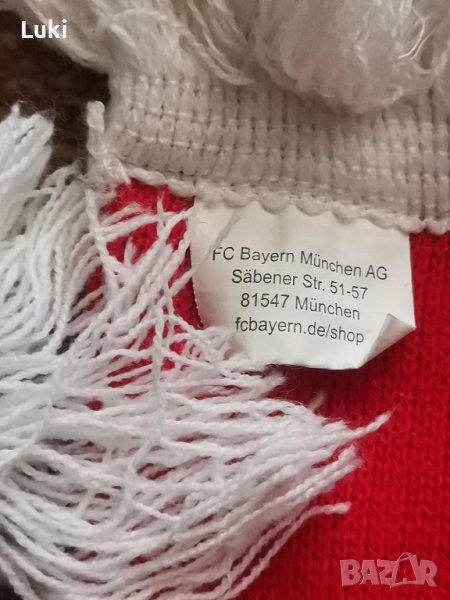 Luki
FC Bayern München AG
Säbener Str. 51-57
81547 München
fcbayern.de/shop
BAZAR